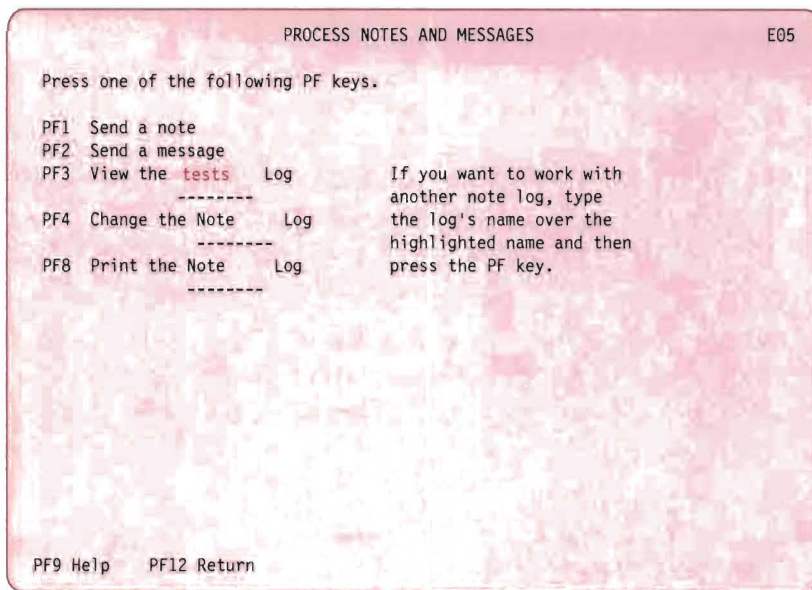 PROCESS NOTES AND MESSAGES E05
Press one of the following PF keys.
PF1 Send a note
PF2 Send a message
PF3 View the tests Log
--------
PF4 Change the Note Log
--------
PF8 Print the Note Log
--------
If you want to work with
another note log, type
the log's name over the
highlighted name and then
press the PF key.
PF9 Help PF12 Return